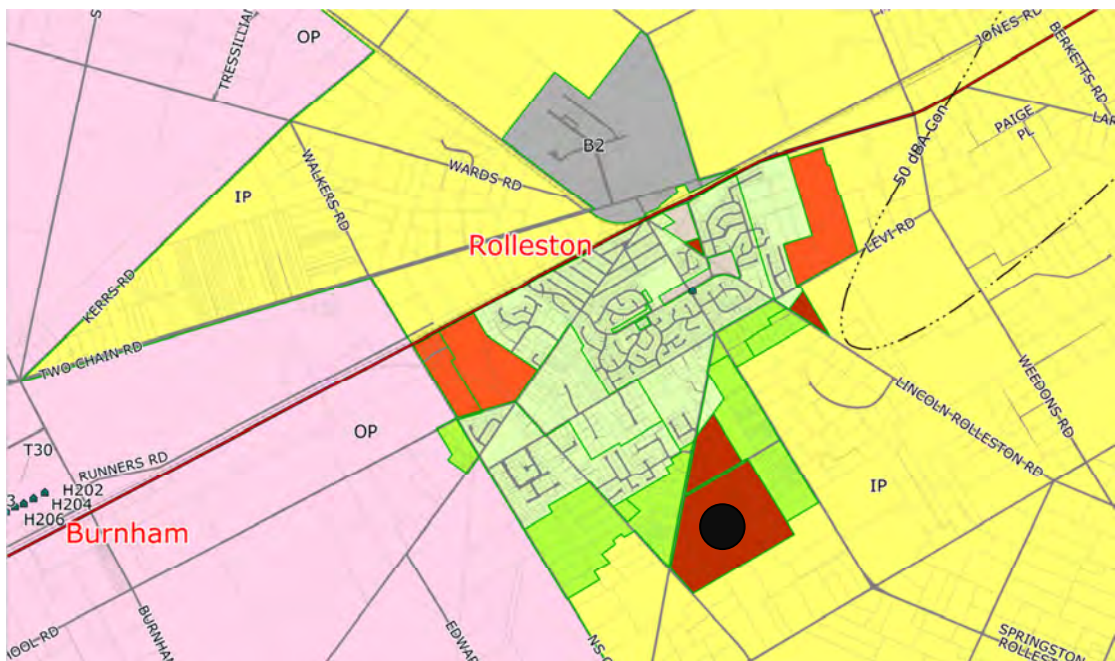 OP
TRESSILLIAN
JONES RD
BERKETTS RD
PAIGE
PL
50 dBA Con
B2
WARDS RD
WALKERS RD
IP
Rolleston
LEVI RD
KERRS RD
TWO CHAIN RD
WEEDONS RD
LINCOLN ROLLESTON RD
OP
T30
RUNNERS RD
IP
H202
H204
H206
Burnham
BURNHAM
EDWAR
SPRINGSTON
ROLLEST